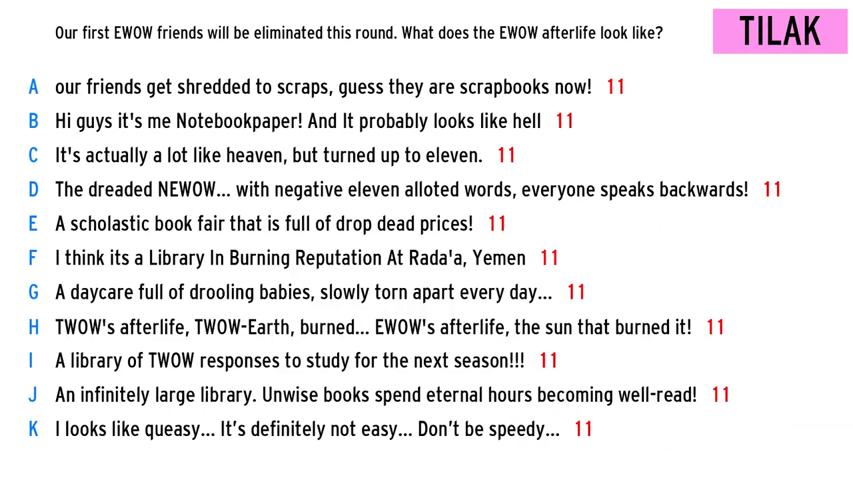 Our first EWOW friends will be eliminated this round. What does the EWOW afterlife look like?
TILAK
A our friends get shredded to scraps, guess they are scrapbooks now! 11
B Hi guys it's me Notebookpaper! And It probably looks like hell 11
C It's actually a lot like heaven, but turned up to eleven. 11
D The dreaded NEWOW... with negative eleven alloted words, everyone speaks backwards! 11
E A scholastic book fair that is full of drop dead prices! 11
F I think its a Library In Burning Reputation At Rada'a, Yemen 11
G A daycare full of drooling babies, slowly torn apart every day... 11
H TWOW's afterlife, TWOW-Earth, burned... EWOW's afterlife, the sun that burned it! 11
I A library of TWOW responses to study for the next season!!! 11
J An infinitely large library. Unwise books spend eternal hours becoming well-read! 11
K I looks like queasy... It’s definitely not easy... Don’t be speedy... 11